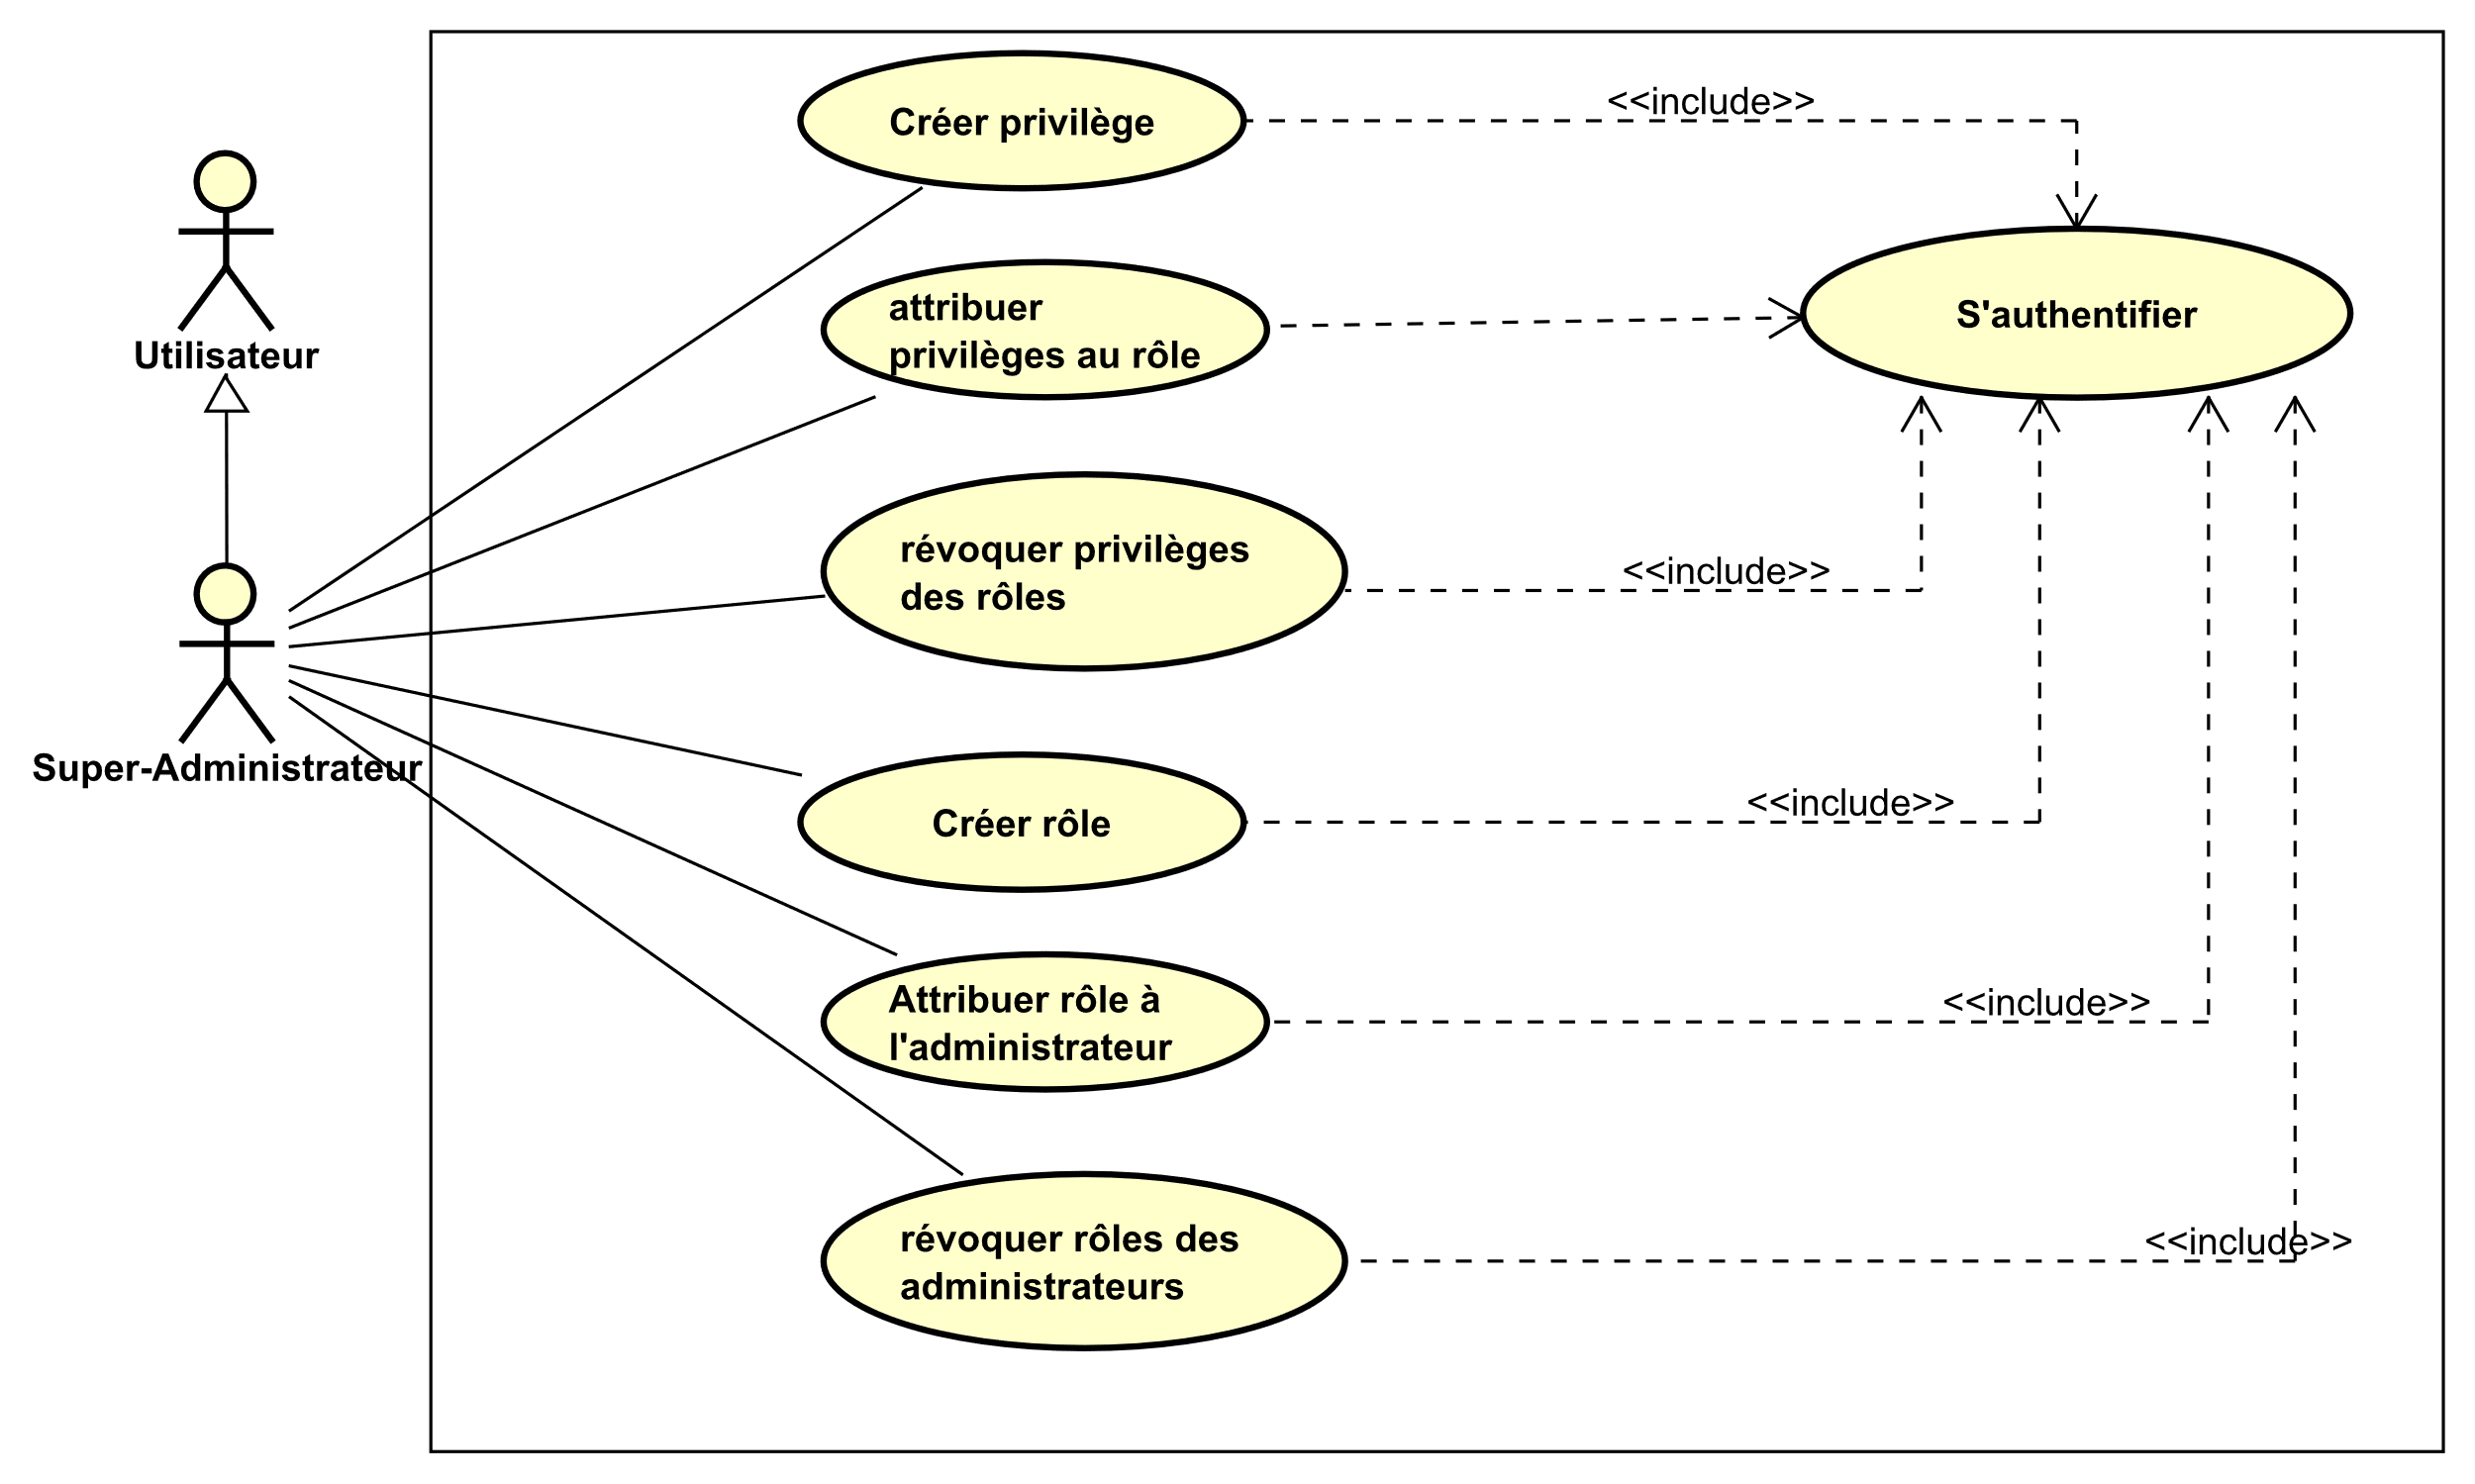 Créer privilège
<<include>>
Utilisateur
attribuer
privilèges au rôle
S'authentifier
révoquer privilèges
des rôles
<<include>>
Super-Administrateur
Créer rôle
<<include>>
Attribuer rôle à
l'administrateur
<<include>>
révoquer rôles des
administrateurs
<<include>>